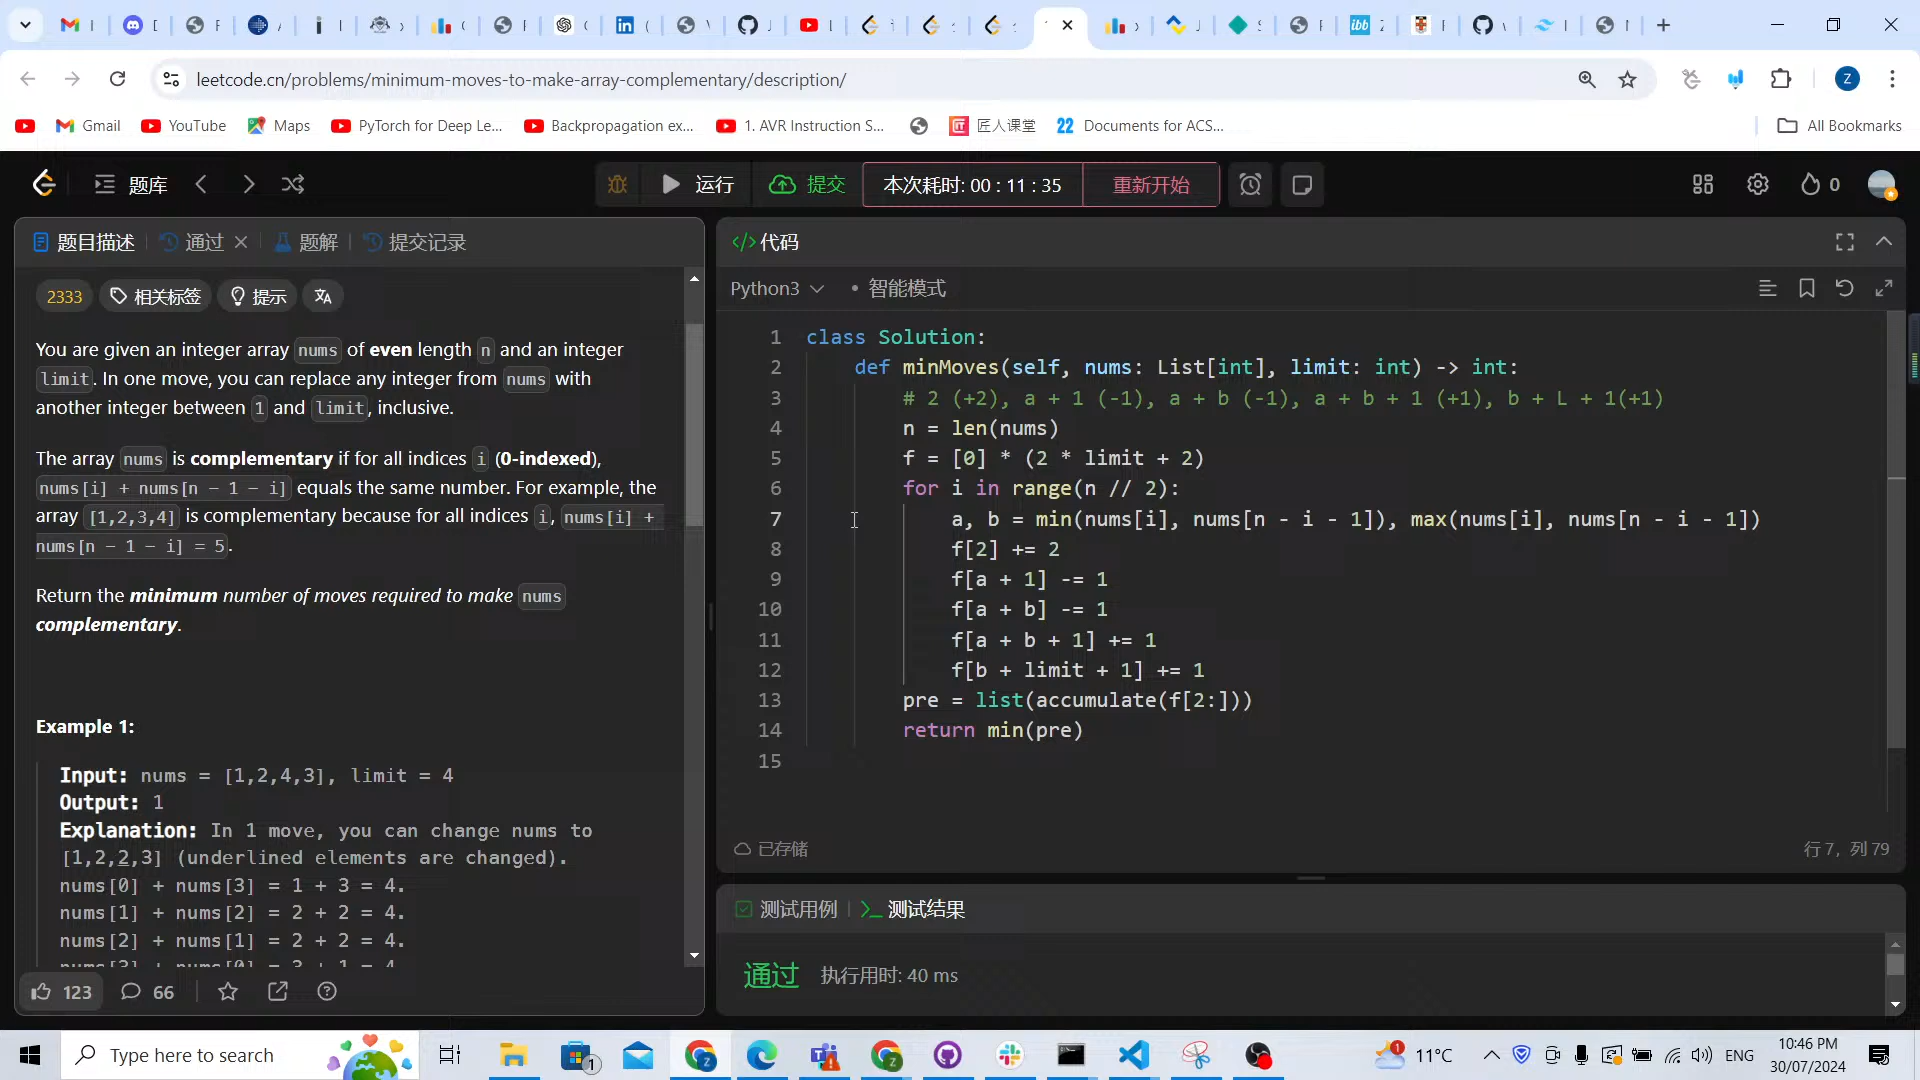 leetcode.cn/problems/minimum-moves-to-make-array-complementary/description/
Z
Gmail
YouTube
Maps
PyTorch for Deep Le...
Backpropagation ex...
1. AVR Instruction S...
匠人课堂
22 Documents for ACS...
All Bookmarks
题库
运行
提交
本次耗时: 00 : 11 : 35
重新开始
0
题目描述
通过
题解
提交记录
2333
相关标签
提示
You are given an integer array nums of even length n and an integer
limit. In one move, you can replace any integer from nums with
another integer between 1 and limit, inclusive.
The array nums is complementary if for all indices i (0-indexed),
nums[i] + nums[n - 1 - i] equals the same number. For example, the
array [1,2,3,4] is complementary because for all indices i, nums[i] +
nums[n - 1 - i] = 5.
Return the minimum number of moves required to make nums
complementary.
Example 1:
Input: nums = [1,2,4,3], limit = 4
Output: 1
Explanation: In 1 move, you can change nums to
[1,2,2,3] (underlined elements are changed).
nums[0] + nums[3] = 1 + 3 = 4.
nums[1] + nums[2] = 2 + 2 = 4.
nums[2] + nums[1] = 2 + 2 = 4.
nums[3] + nums[0] = 3 + 1 = 4.
123
66
</> 代码
Python3
• 智能模式
1 class Solution:
2 def minMoves(self, nums: List[int], limit: int) -> int:
3 # 2 (+2), a + 1 (-1), a + b (-1), a + b + 1 (+1), b + L + 1(+1)
4 n = len(nums)
5 f = [0] * (2 * limit + 2)
6 for i in range(n // 2):
7 a, b = min(nums[i], nums[n - i - 1]), max(nums[i], nums[n - i - 1])
8 f[2] += 2
9 f[a + 1] -= 1
10 f[a + b] -= 1
11 f[a + b + 1] += 1
12 f[b + limit + 1] += 1
13 pre = list(accumulate(f[2:]))
14 return min(pre)
15
已存储
行 7, 列 79
测试用例
测试结果
通过
执行用时: 40 ms
Type here to search
1
1
11°C
ENG
10:46 PM
30/07/2024